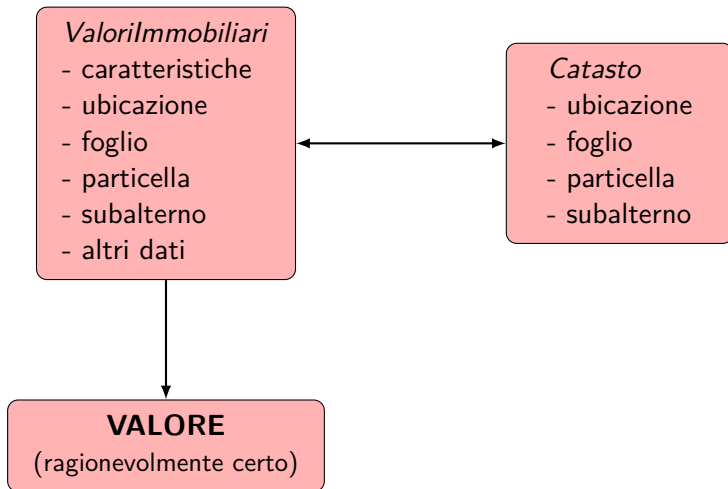 ValoriImmobiliari
- caratteristiche
- ubicazione
- foglio
- particella
- subalterno
- altri dati
Catasto
- ubicazione
- foglio
- particella
- subalterno
VALORE
(ragionevolmente certo)